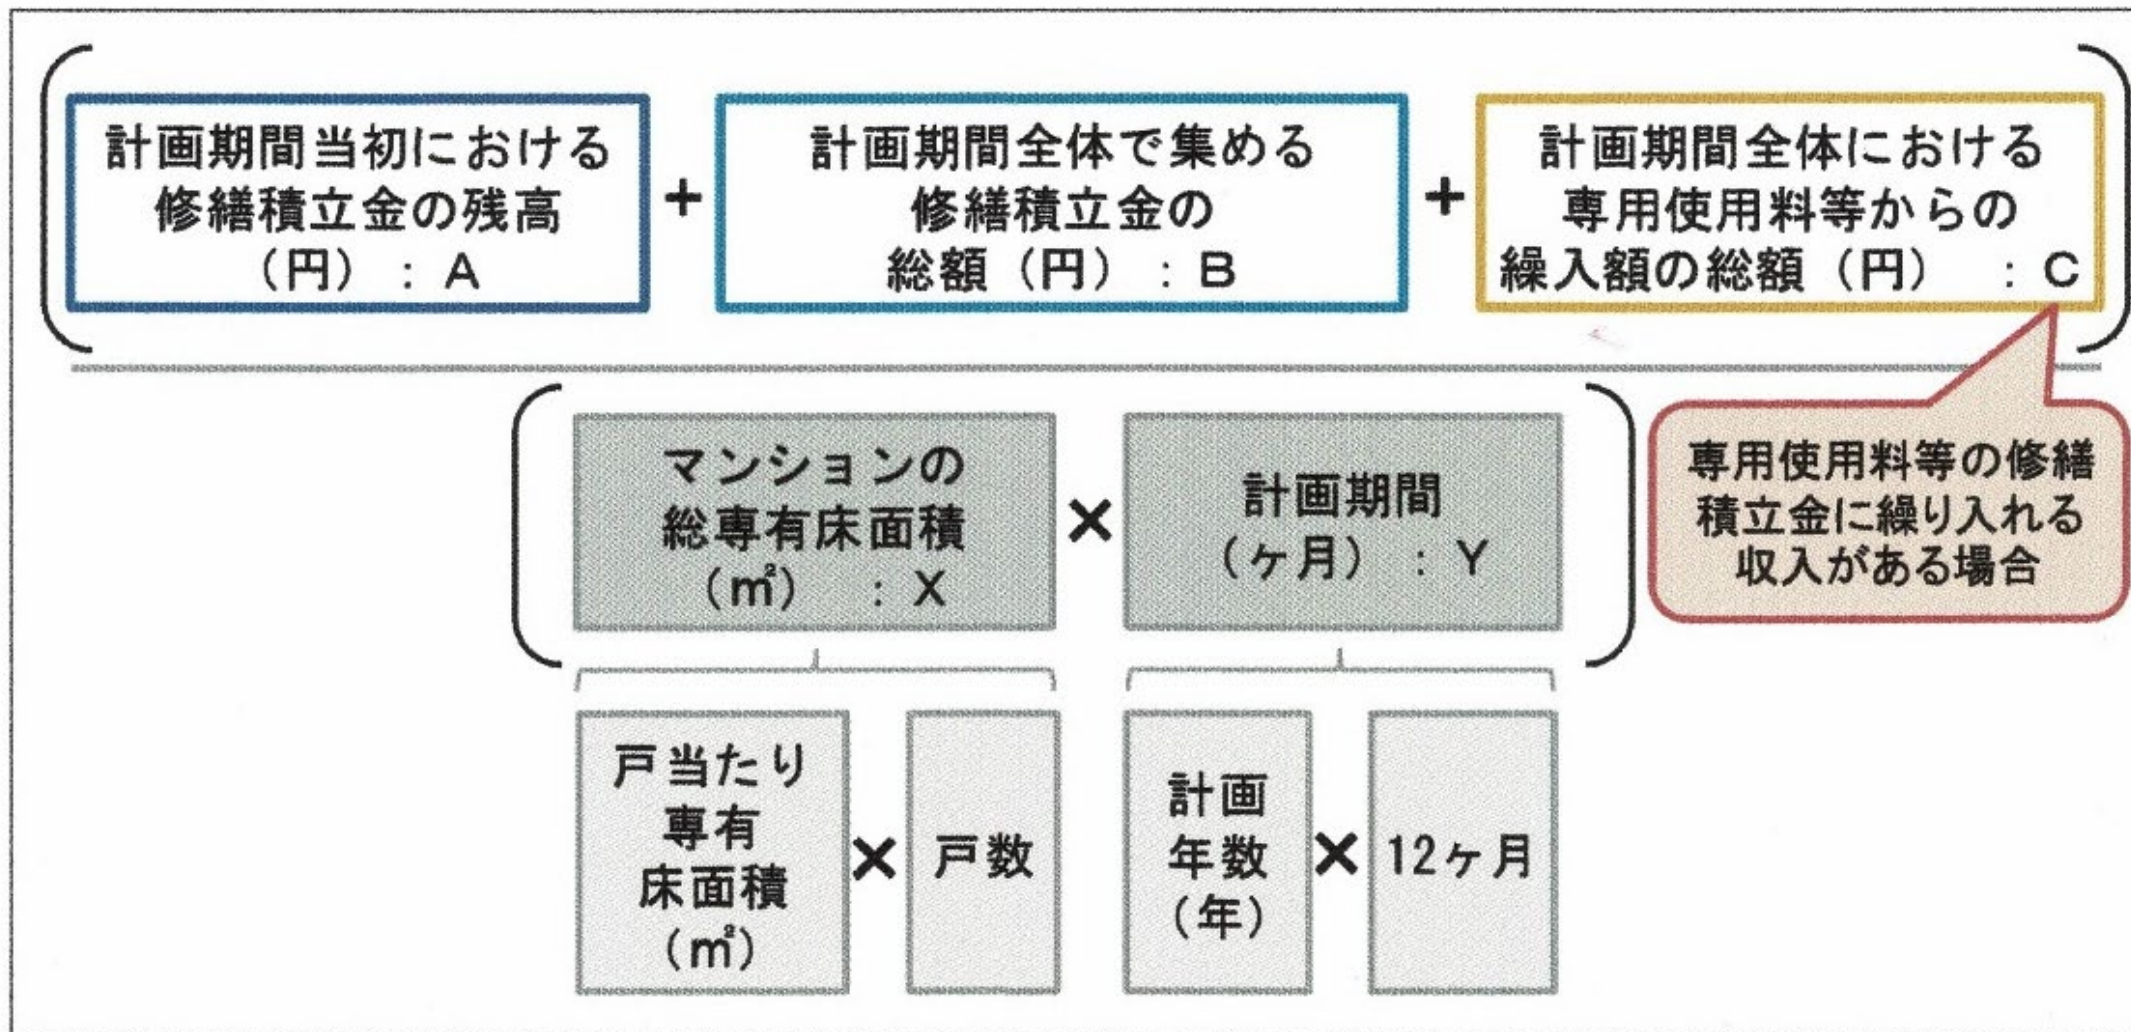 計画期間当初における
修繕積立金の残高
（円）：A
+
計画期間全体で集める
修繕積立金の
総額（円）：B
+
計画期間全体における
専用使用料等からの
繰入額の総額（円）　：C
マンションの
総専有床面積
（㎡）　：X
×
計画期間
（ヶ月）：Y
専用使用料等の修繕
積立金に繰り入れる
収入がある場合
戸当たり
専有
床面積
（㎡）
×
戸数
計画
年数
（年）
×
12ヶ月